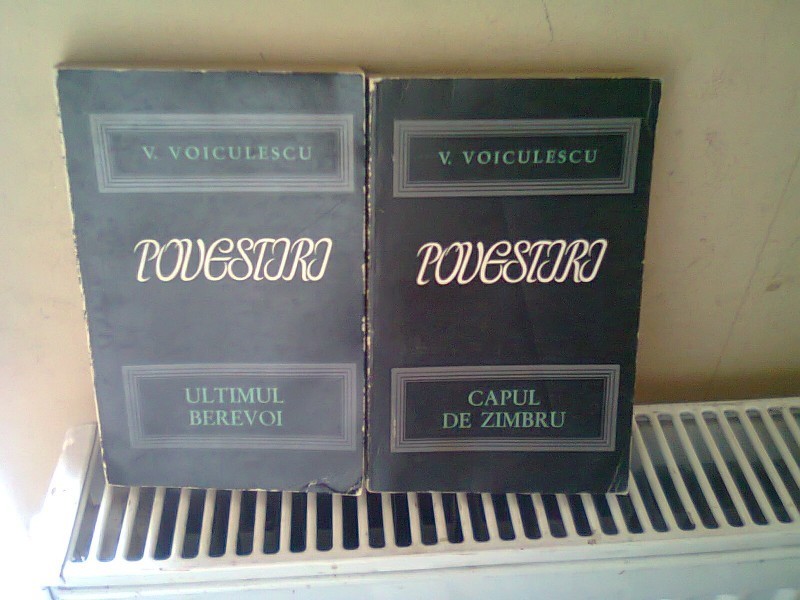 V. VOICULESCU
POVESTIRI
ULTIMUL
BEREVOI
V. VOICULESCU
POVESTIRI
CAPUL
DE ZIMBRU